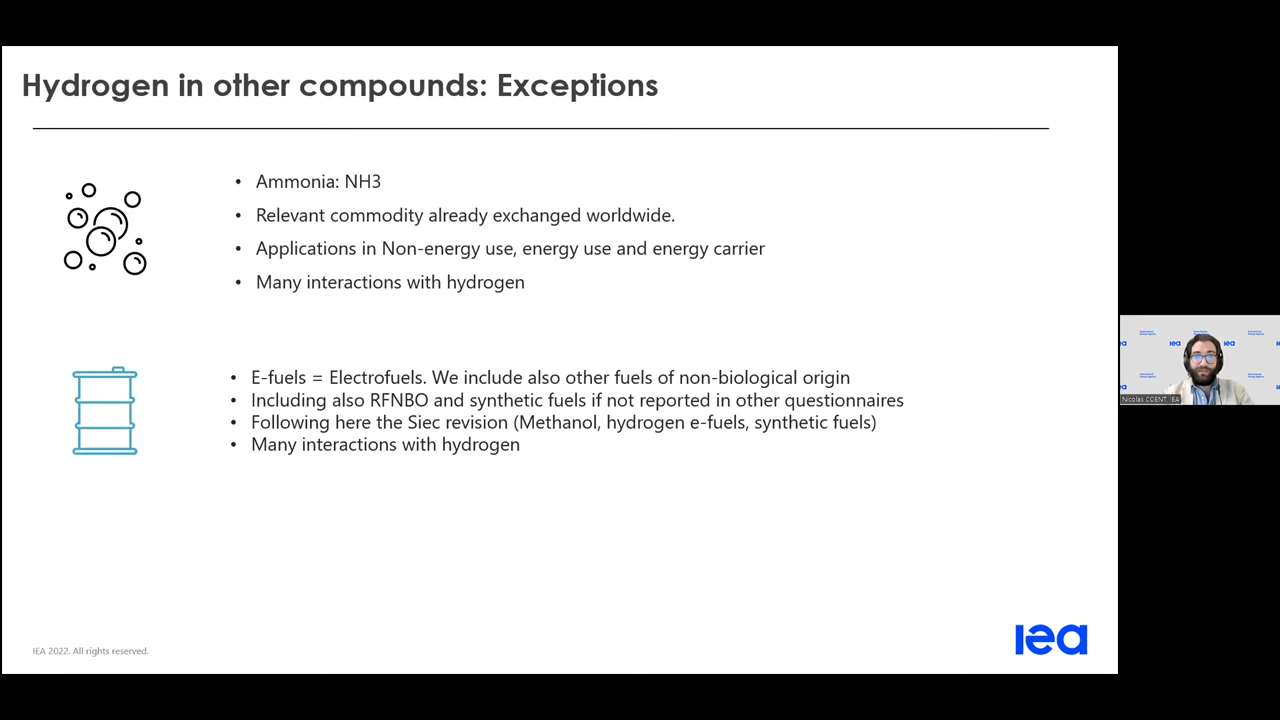 Hydrogen in other compounds: Exceptions
• Ammonia: NH3
• Relevant commodity already exchanged worldwide.
• Applications in Non-energy use, energy use and energy carrier
• Many interactions with hydrogen
• E-fuels = Electrofuels. We include also other fuels of non-biological origin
• Including also RFNBO and synthetic fuels if not reported in other questionnaires
• Following here the Siec revision (Methanol, hydrogen e-fuels, synthetic fuels)
• Many interactions with hydrogen
IEA 2022. All rights reserved.
iea
iea
iea
Nicolas COENT, IEA